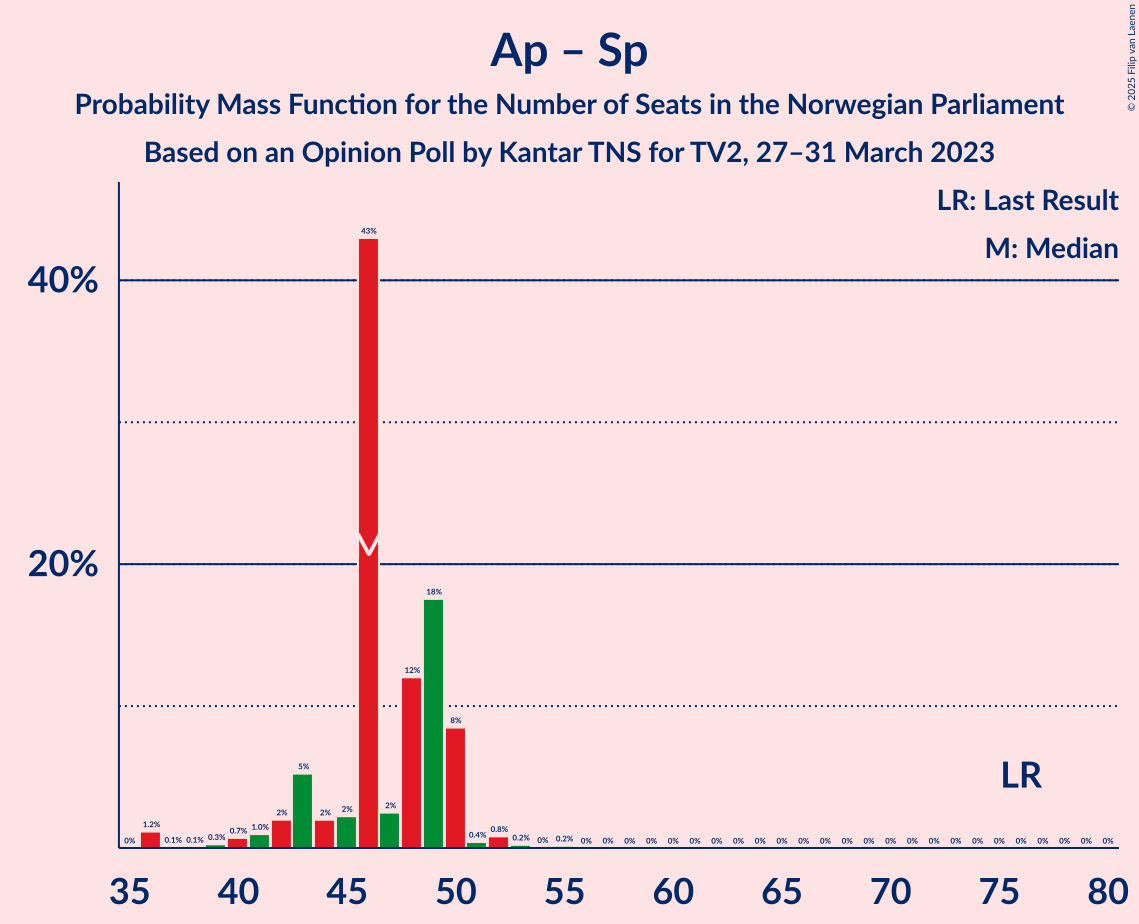 Ap – Sp
Probability Mass Function for the Number of Seats in the Norwegian Parliament
Based on an Opinion Poll by Kantar TNS for TV2, 27–31 March 2023
© 2025 Filip van Laenen
LR: Last Result
M: Median
43%
40%
M
20%
18%
12%
8%
5%
LR
0% 1.2% 0.1% 0.1% 0.3% 0.7% 1.0% 2% 2% 2% 2% 0.4% 0.8% 0.2% 0% 0.2% 0% 0% 0% 0% 0% 0% 0% 0% 0% 0% 0% 0% 0% 0% 0% 0% 0% 0% 0% 0% 0% 0% 0% 0% 0%
35 40 45 50 55 60 65 70 75 80